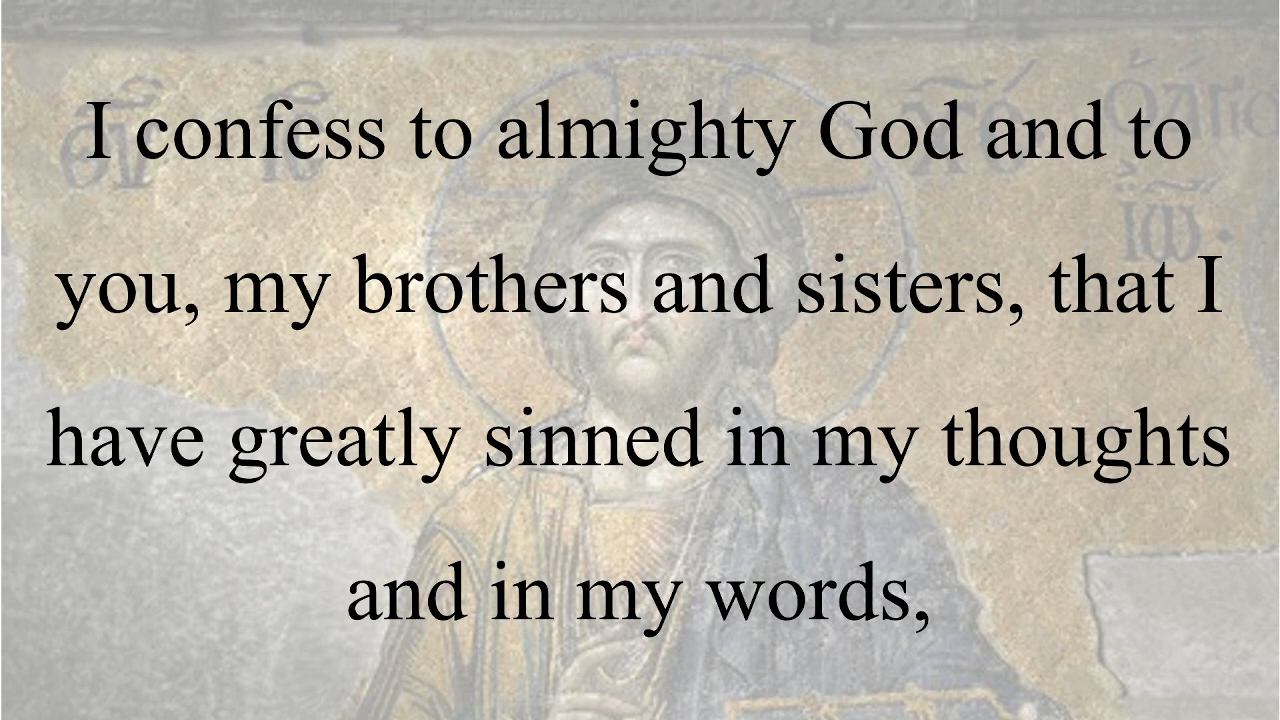 I confess to almighty God and to
you, my brothers and sisters, that I
have greatly sinned in my thoughts
and in my words,